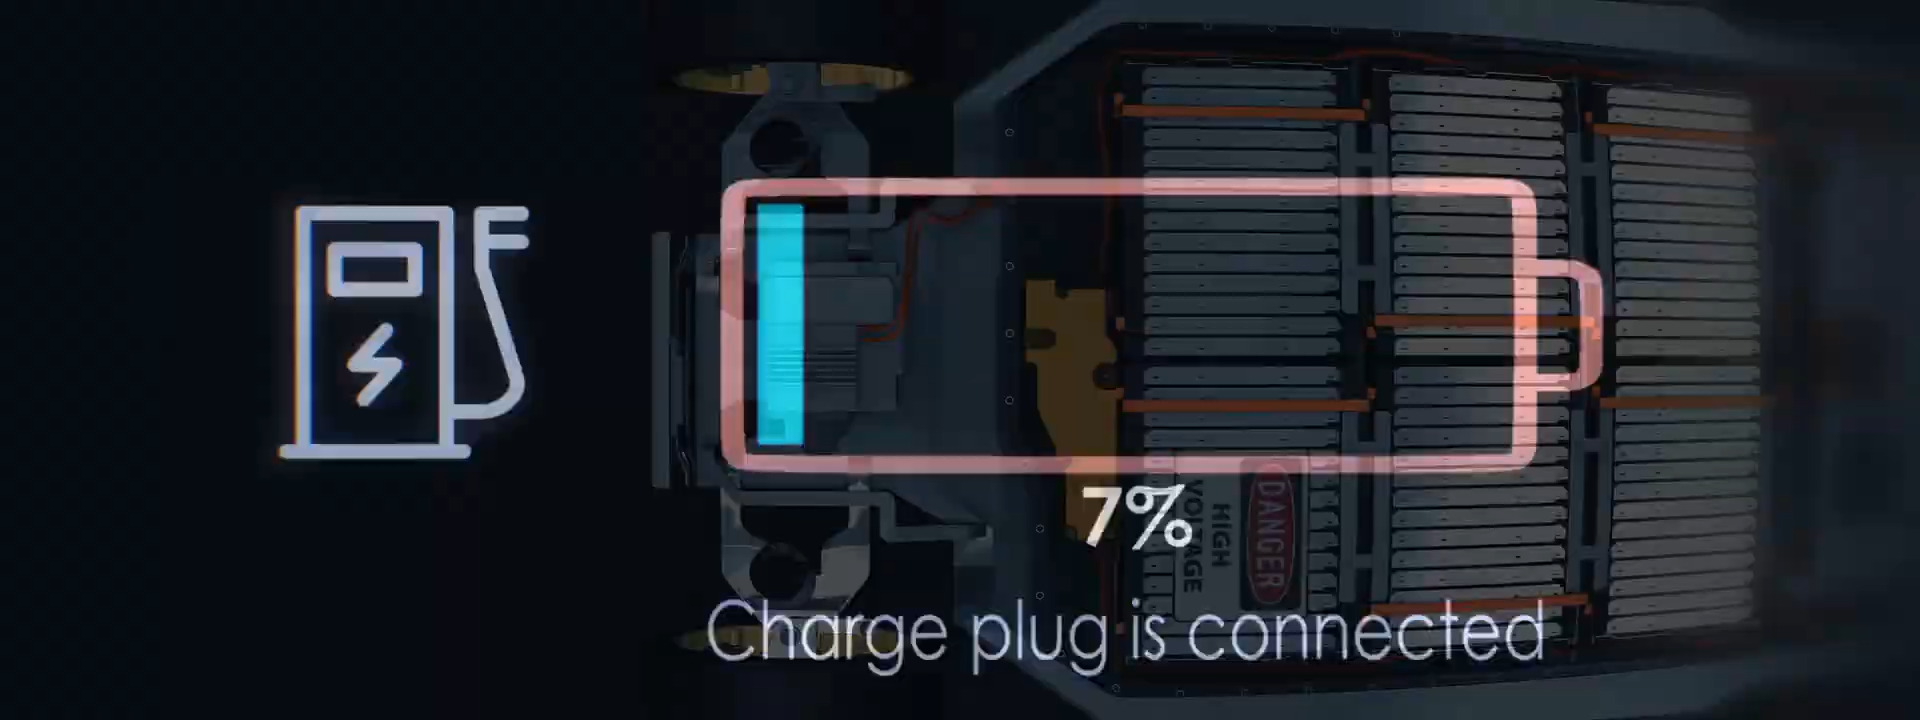 7%
Charge plug is connected
DANGER
HIGH
VOLTAGE